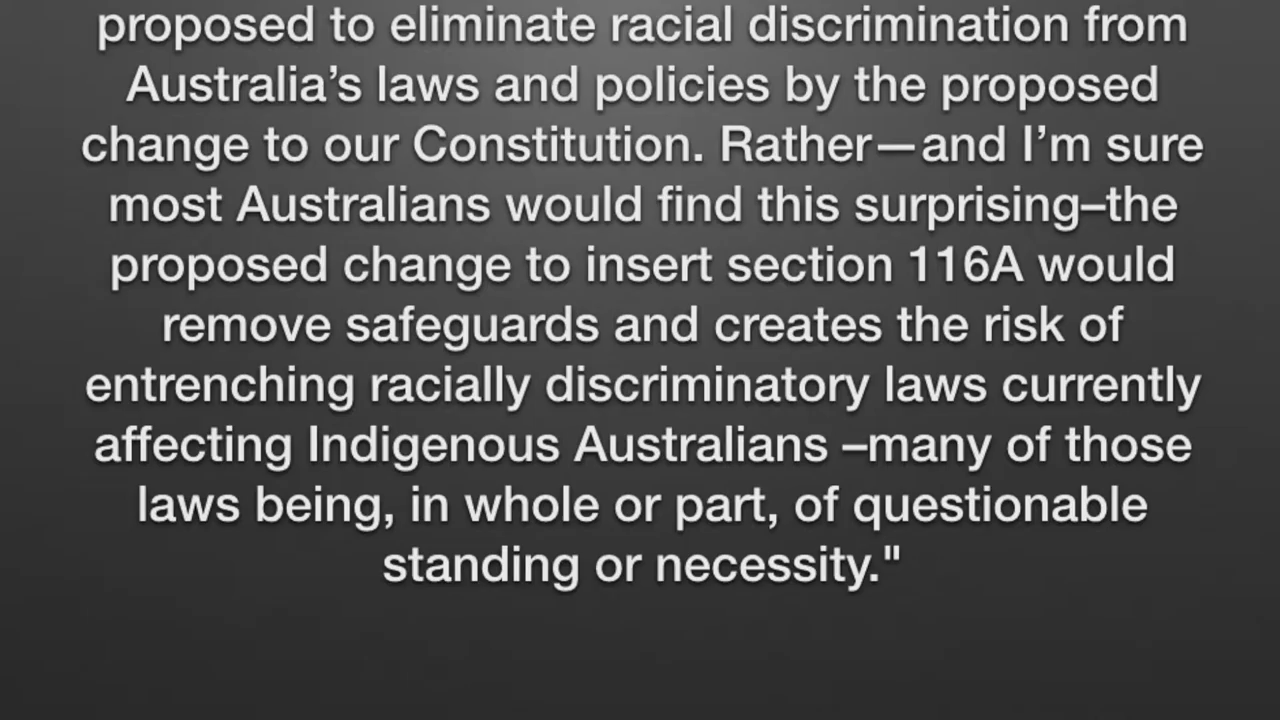 proposed to eliminate racial discrimination from
Australia’s laws and policies by the proposed
change to our Constitution. Rather—and I’m sure
most Australians would find this surprising–the
proposed change to insert section 116A would
remove safeguards and creates the risk of
entrenching racially discriminatory laws currently
affecting Indigenous Australians –many of those
laws being, in whole or part, of questionable
standing or necessity."